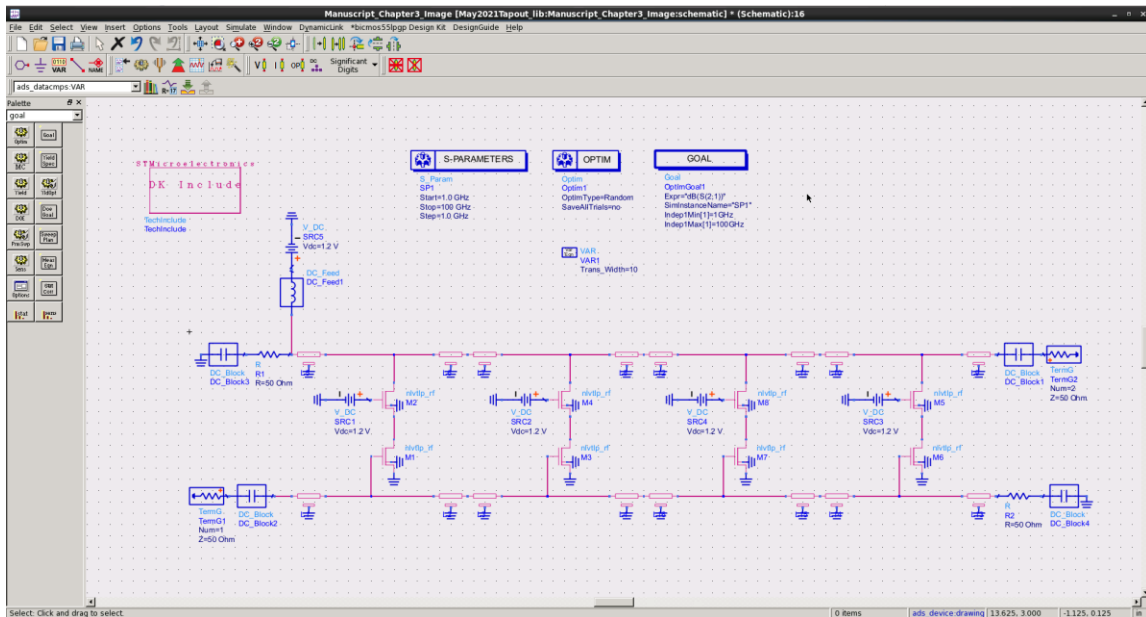 Manuscript_Chapter3_Image [May2021Tapout_lib:Manuscript_Chapter3_Image:schematic] * (Schematic):16
File Edit Select View Insert Options Tools Layout Simulate Window DynamicLink *bicmos55lpgp Design Kit DesignGuide Help
VAR
NAME
Significant
Digits
ads_datacmps:VAR
Palette
goal
Optim
Goal
Yield
Options
STMicroelectronics
DK Include
TechInclude
TechInclude
S-PARAMETERS
S_Param
SP1
Start=1.0 GHz
Stop=100 GHz
Step=1.0 GHz
OPTIM
Optim
Optim1
OptimType=Random
SaveAllTrials=no
GOAL
Goal
OptimGoal1
Expr="dB(S(2,1))"
SimInstanceName="SP1"
Indep1Min[1]=1GHz
Indep1Max[1]=100GHz
VAR
VAR1
Trans_Width=10
V_DC
SRC5
Vdc=1.2 V
DC_Feed
DC_Feed1
DC_Block
DC_Block3
R
R1
R=50 Ohm
DC_Block
DC_Block1
TermG
TermG2
Num=2
Z=50 Ohm
V_DC
SRC1
Vdc=1.2 V
nlvtlp_rf
M2
V_DC
SRC2
Vdc=1.2 V
nlvtlp_rf
M4
V_DC
SRC4
Vdc=1.2 V
nlvtlp_rf
M8
V_DC
SRC3
Vdc=1.2 V
nlvtlp_rf
M5
nlvtlp_rf
M1
nlvtlp_rf
M3
nlvtlp_rf
M7
nlvtlp_rf
M6
TermG
TermG1
Num=1
Z=50 Ohm
DC_Block
DC_Block2
R
R2
R=50 Ohm
DC_Block
DC_Block4
Select: Click and drag to select.
0 items
ads_device:drawing
13.625, 3.000
-1.125, 0.125
in